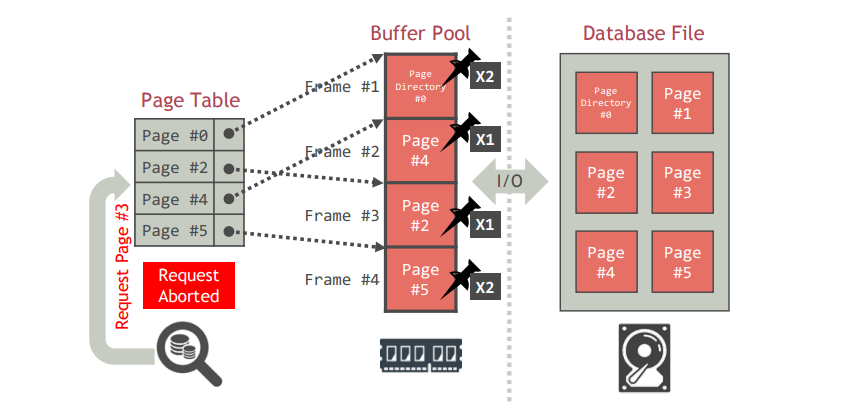 Buffer Pool
Database File
Page Table
Frame #1
Page
Directory
#0
X2
Page #0
Page #2
Page #4
Page #5
Frame #2
Page
#4
X1
Frame #3
Page
#2
X1
Frame #4
Page
#5
X2
I/O
Page
Directory
#0
Page
#1
Page
#2
Page
#3
Page
#4
Page
#5
Request Page #3
Request
Aborted